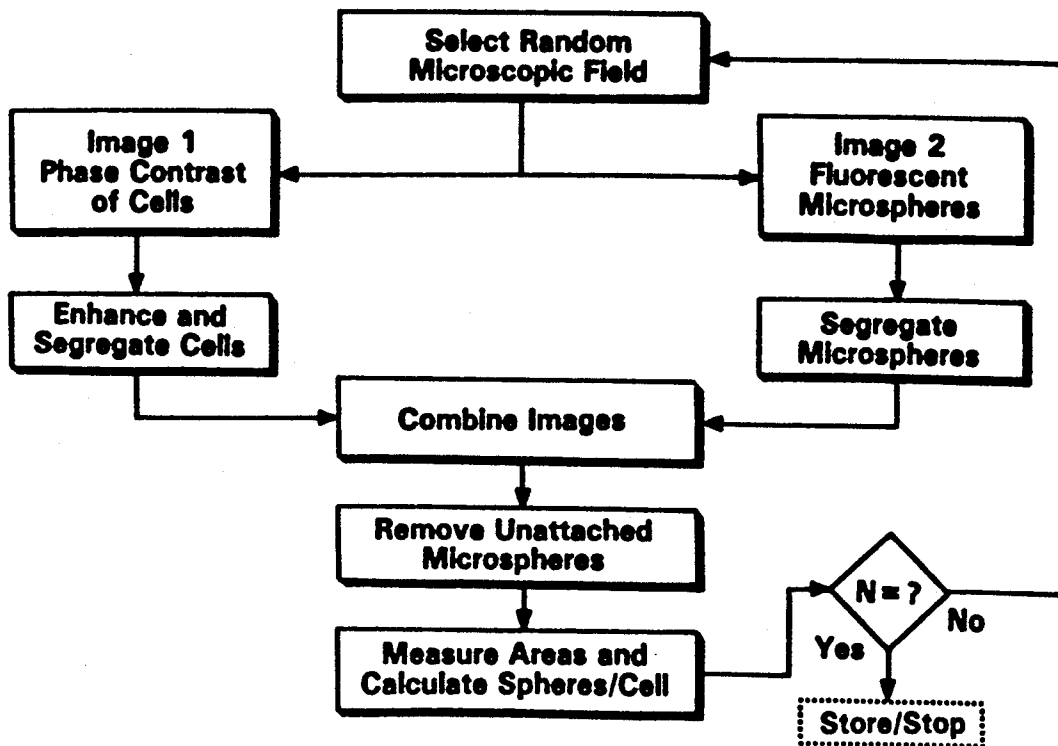 Select Random
Microscopic Field
Image 1
Phase Contrast
of Cells
Image 2
Fluorescent
Microspheres
Enhance and
Segregate Cells
Segregate
Microspheres
Combine Images
Remove Unattached
Microspheres
N = ?
No
Yes
Measure Areas and
Calculate Spheres/Cell
Store/Stop